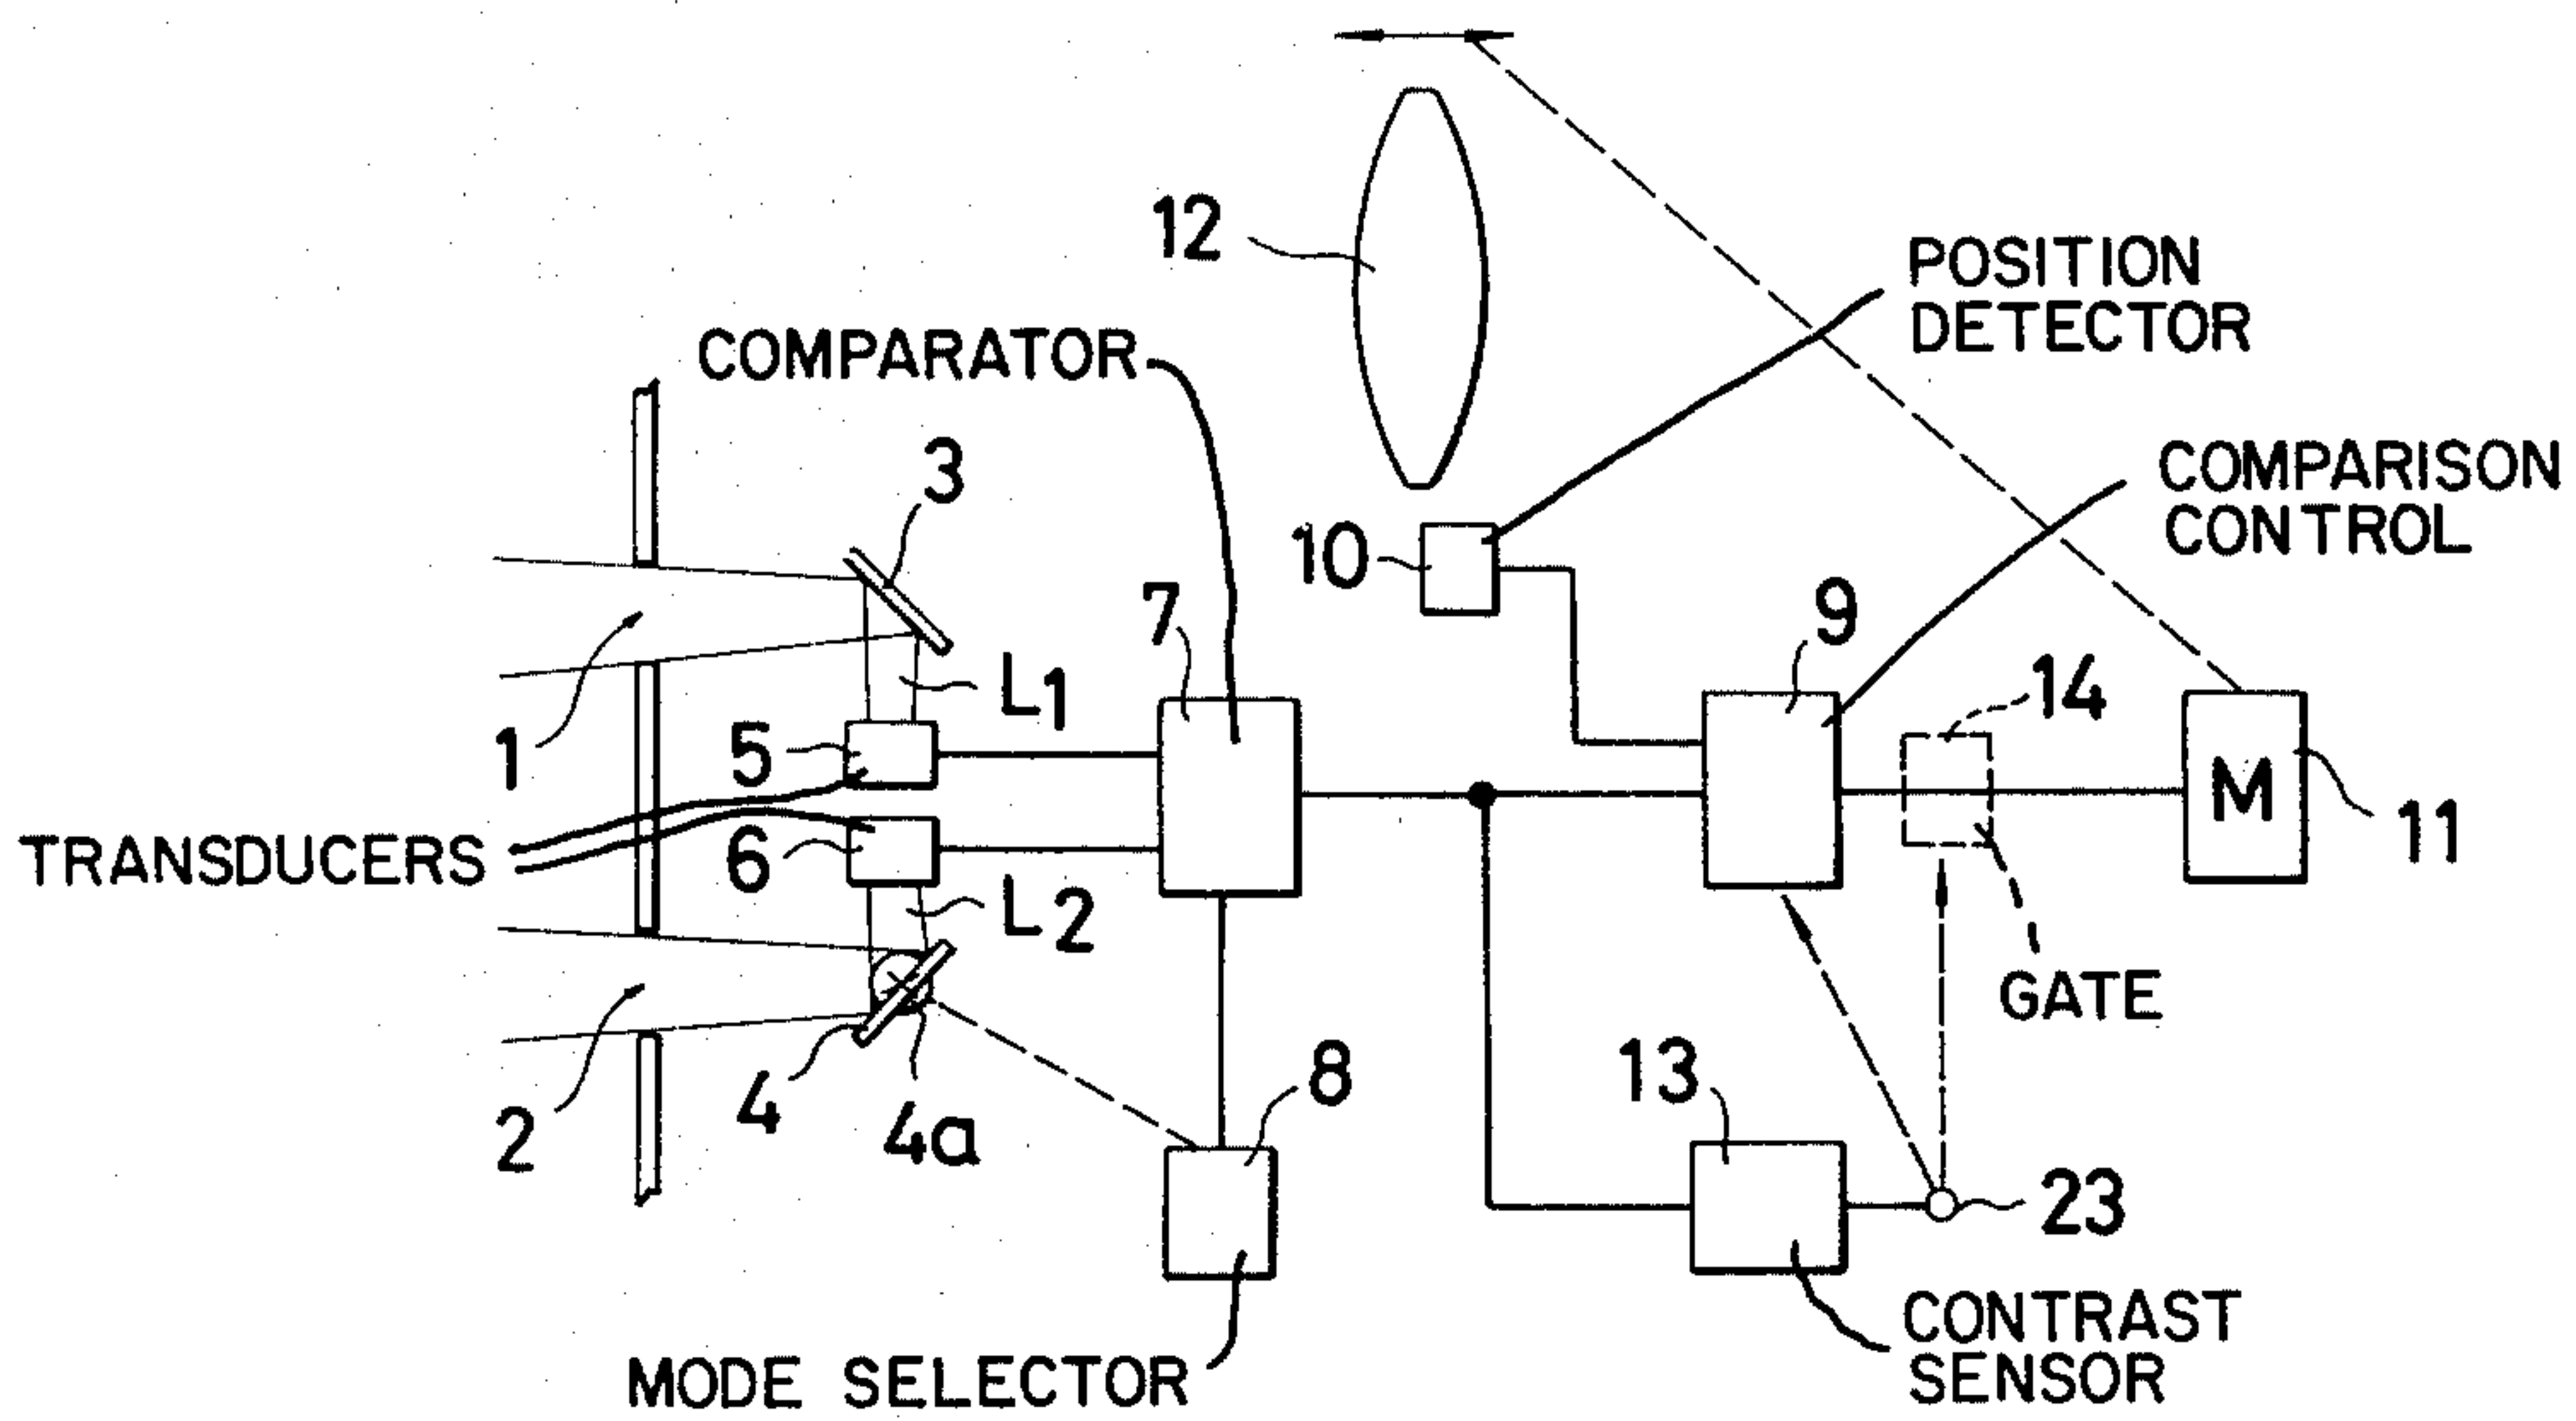 12
POSITION
DETECTOR
COMPARATOR
3
COMPARISON
CONTROL
10
7
9
L1
14
1
5
M
11
TRANSDUCERS
6
L2
GATE
2
4
4a
8
13
23
CONTRAST
SENSOR
MODE SELECTOR